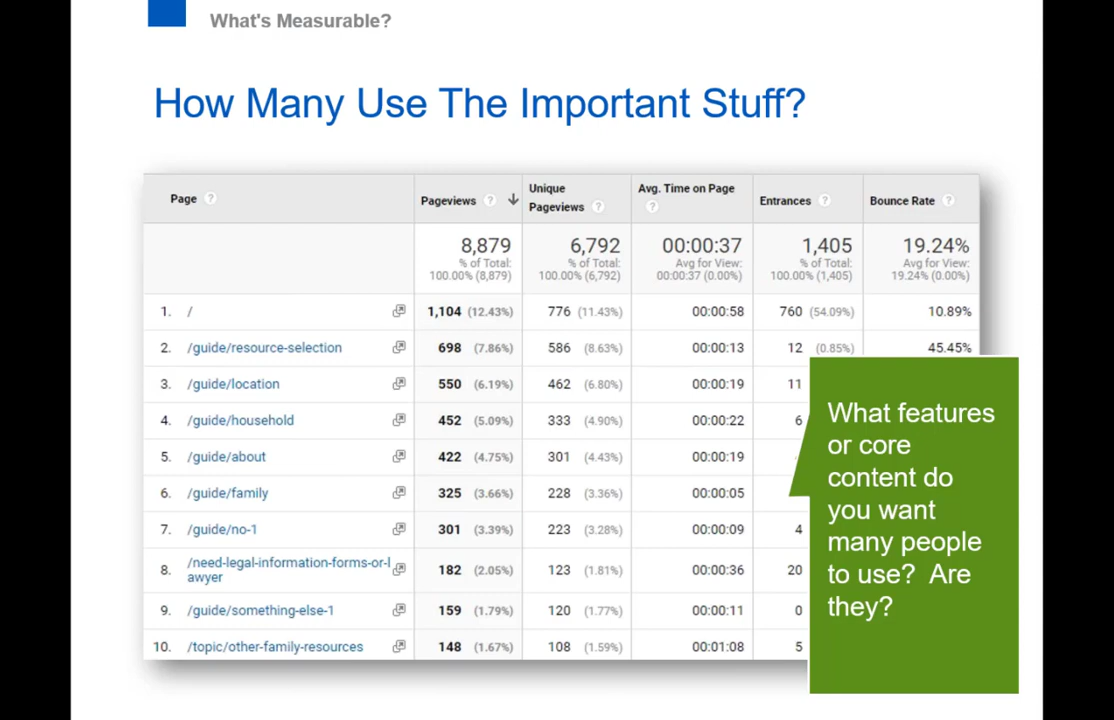 What's Measurable?
How Many Use The Important Stuff?
Page ? Pageviews ? Unique Pageviews ? Avg. Time on Page ? Entrances ? Bounce Rate ?
8,879 6,792 00:00:37 1,405 19.24%
% of Total: % of Total: Avg for View: % of Total: Avg for View:
100.00% (8,879) 100.00% (6,792) 00:00:37 (0.00%) 100.00% (1,405) 19.24% (0.00%)
1. / 1,104 (12.43%) 776 (11.43%) 00:00:58 760 (54.09%) 10.89%
2. /guide/resource-selection 698 (7.86%) 586 (8.63%) 00:00:13 12 (0.85%) 45.45%
3. /guide/location 550 (6.19%) 462 (6.80%) 00:00:19 11
4. /guide/household 452 (5.09%) 333 (4.90%) 00:00:22 6
5. /guide/about 422 (4.75%) 301 (4.43%) 00:00:19
6. /guide/family 325 (3.66%) 228 (3.36%) 00:00:05
7. /guide/no-1 301 (3.39%) 223 (3.28%) 00:00:09 4
8. /need-legal-information-forms-or-l
awyer 182 (2.05%) 123 (1.81%) 00:00:36 20
9. /guide/something-else-1 159 (1.79%) 120 (1.77%) 00:00:11 0
10. /topic/other-family-resources 148 (1.67%) 108 (1.59%) 00:01:08 5
What features
or core
content do
you want
many people
to use? Are
they?